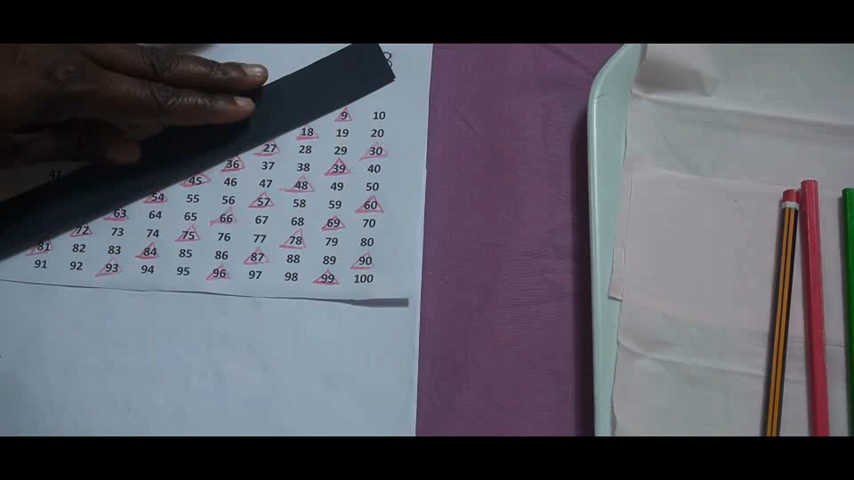 9 10
18 19 20
27 28 29 30
36 37 38 39 40
45 46 47 48 49 50
54 55 56 57 58 59 60
63 64 65 66 67 68 69 70
72 73 74 75 76 77 78 79 80
81 82 83 84 85 86 87 88 89 90
91 92 93 94 95 96 97 98 99 100